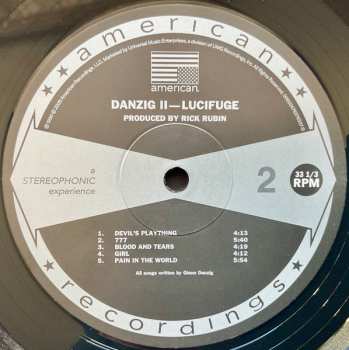 american
american.
DANZIG II—LUCIFUGE
PRODUCED BY RICK RUBIN
a
STEREOPHONIC
experience
2
33 1/3
RPM
1. DEVIL'S PLAYTHING 4:13
2. 777 5:40
3. BLOOD AND TEARS 4:19
4. GIRL 4:12
5. PAIN IN THE WORLD 5:54
All songs written by Glenn Danzig
recordings